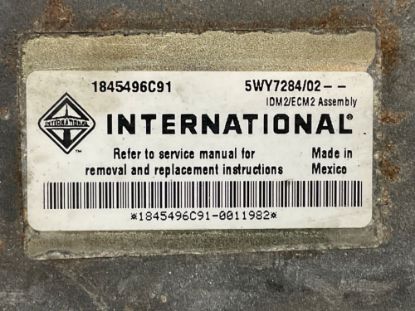 1845496C91 5WY7284/02--
IDM2/ECM2 Assembly
INTERNATIONAL
INTERNATIONAL®
Refer to service manual for Made in
removal and replacement instructions Mexico
*1845496C91-0011982*